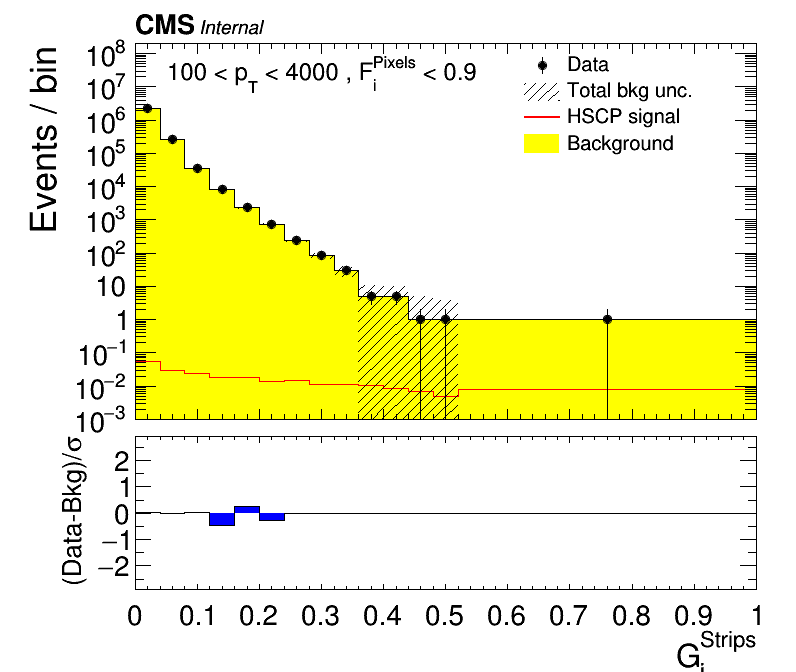 CMS Internal
100 < p_T < 4000 , F_i^Pixels < 0.9
Data
Total bkg unc.
HSCP signal
Background
Events / bin
10^8
10^7
10^6
10^5
10^4
10^3
10^2
10
1
10^−1
10^−2
10^−3
(Data-Bkg)/σ
2
1
0
−1
−2
0 0.1 0.2 0.3 0.4 0.5 0.6 0.7 0.8 0.9 1
G_i^Strips